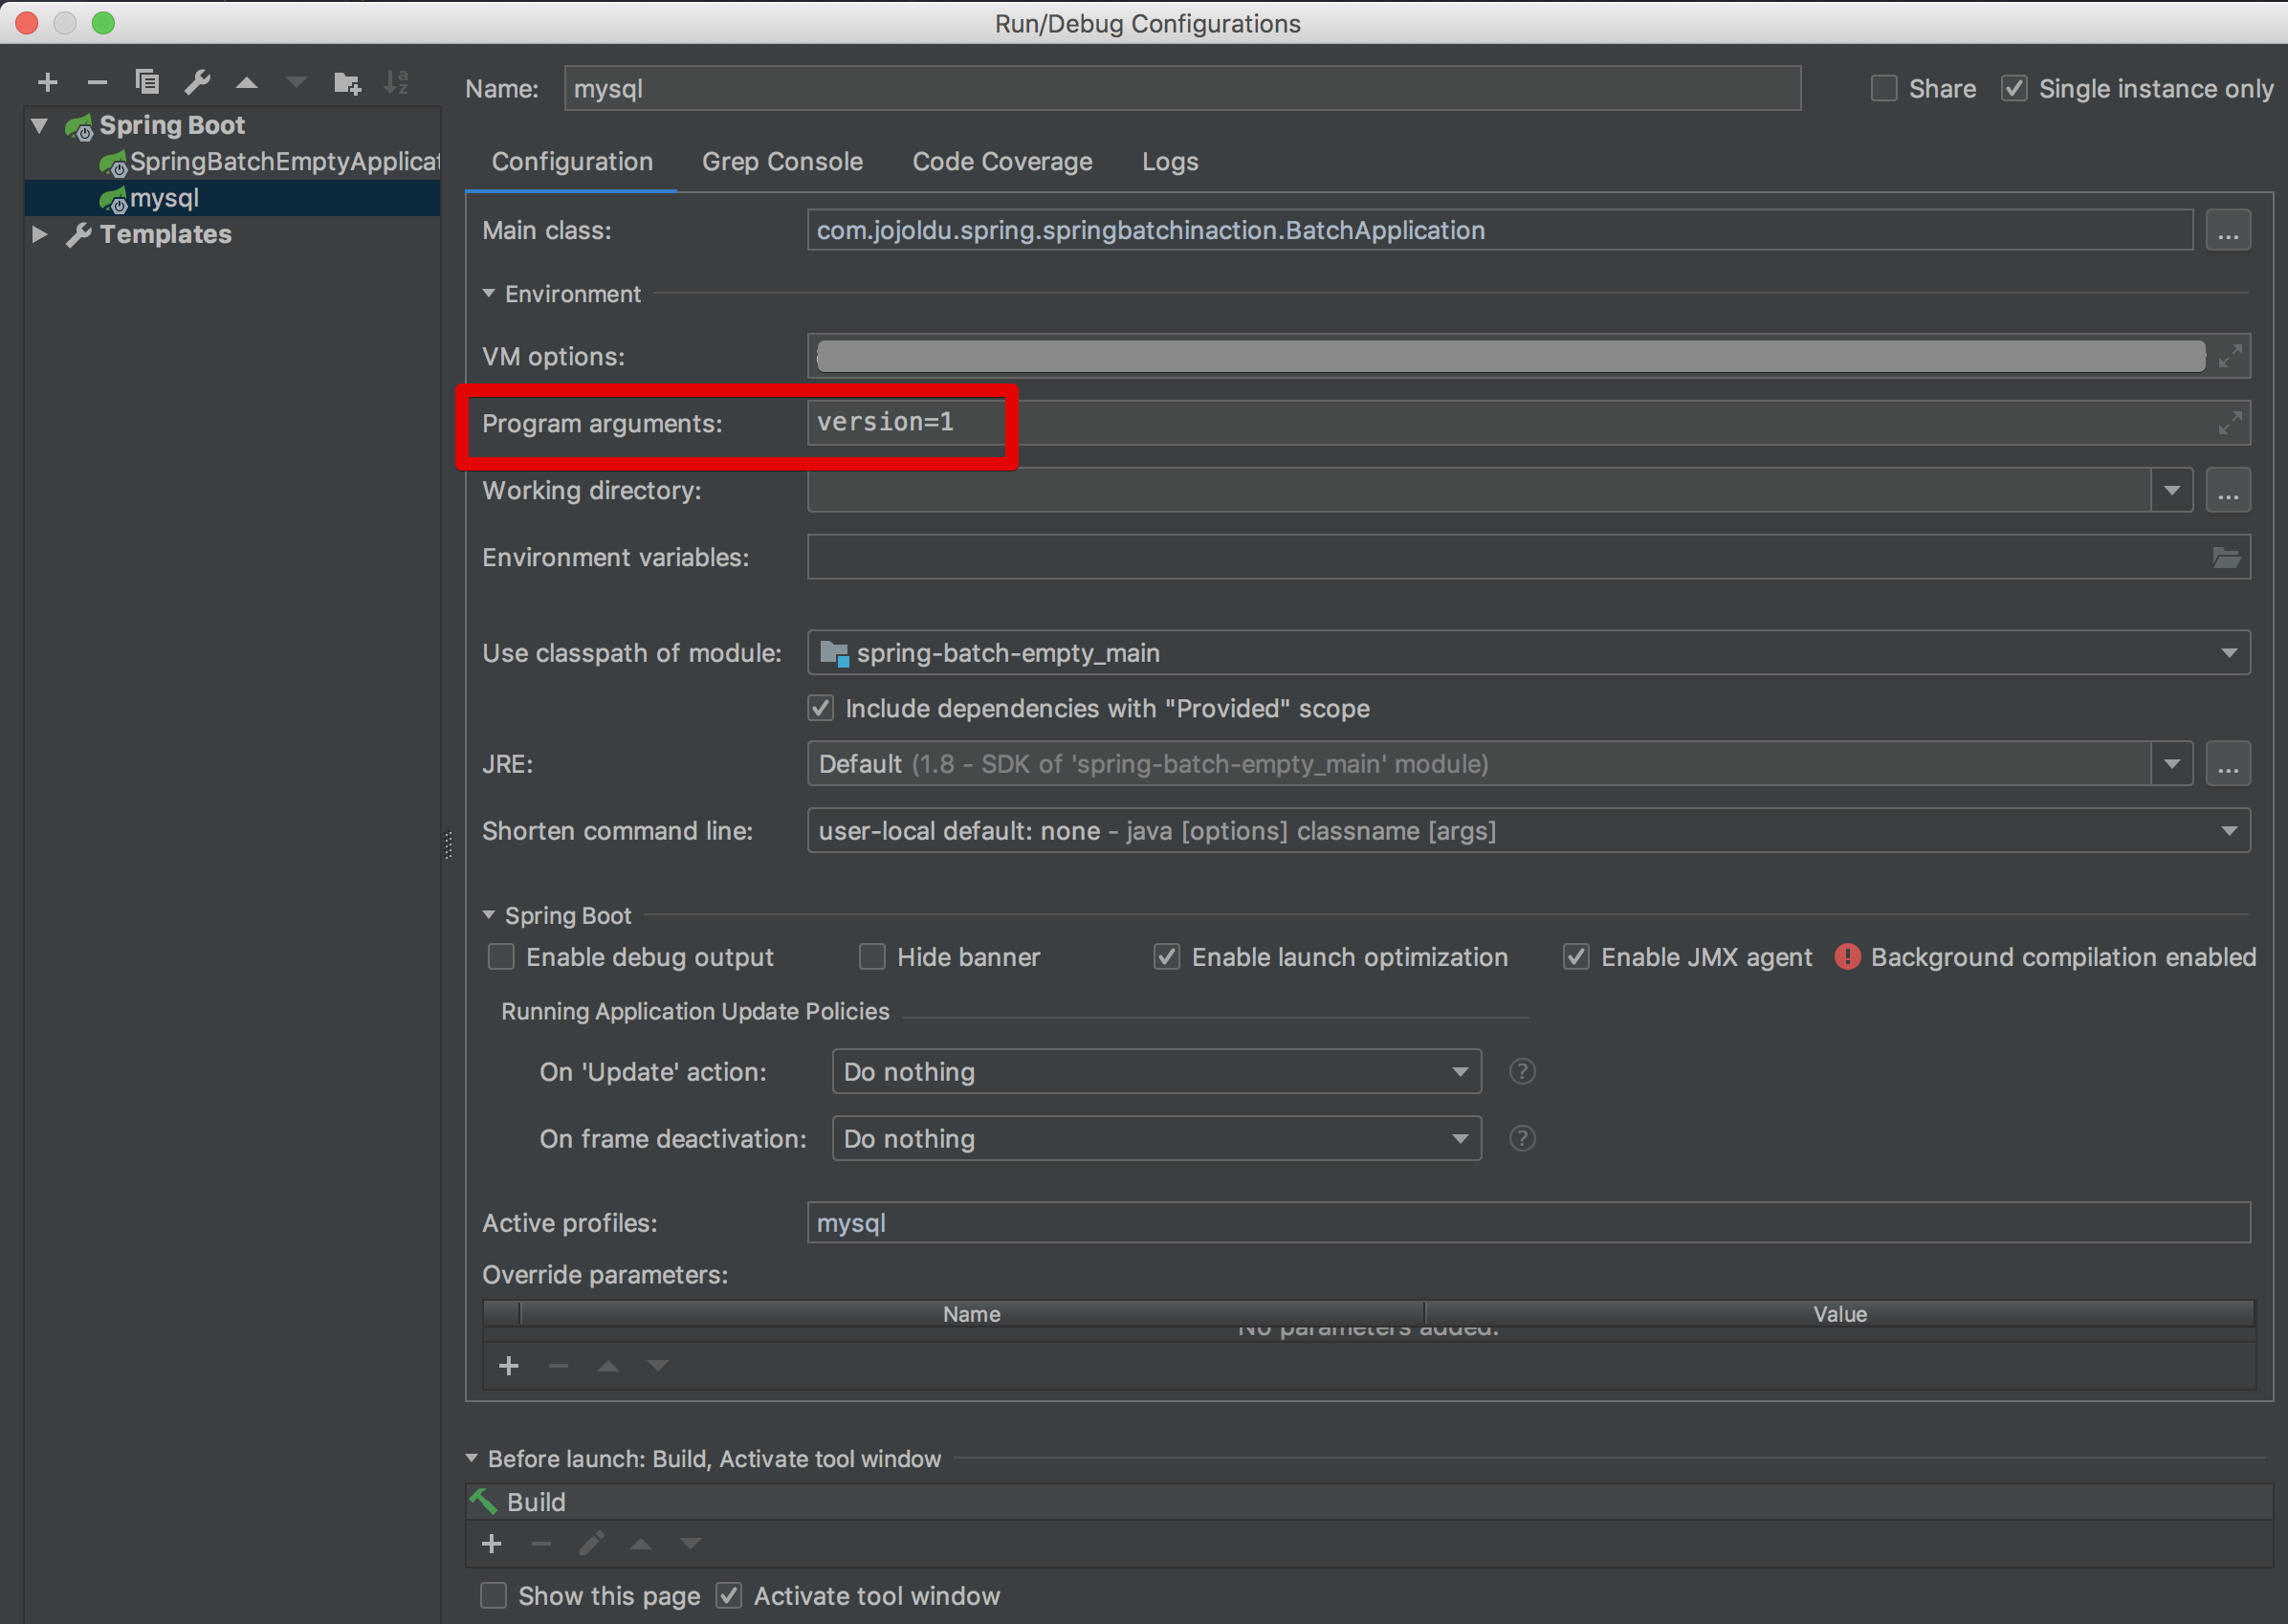 Run/Debug Configurations
Name: mysql Share Single instance only
Spring Boot
SpringBatchEmptyApplicat
mysql
Templates
Configuration Grep Console Code Coverage Logs
Main class: com.jojoldu.spring.springbatchinaction.BatchApplication ...
Environment
VM options:
Program arguments: version=1
Working directory: ...
Environment variables:
Use classpath of module: spring-batch-empty_main
Include dependencies with "Provided" scope
JRE: Default (1.8 - SDK of 'spring-batch-empty_main' module) ...
Shorten command line: user-local default: none - java [options] classname [args]
Spring Boot
Enable debug output Hide banner Enable launch optimization Enable JMX agent Background compilation enabled
Running Application Update Policies
On 'Update' action: Do nothing ?
On frame deactivation: Do nothing ?
Active profiles: mysql
Override parameters:
Name Value
No parameters added.
Before launch: Build, Activate tool window
Build
Show this page Activate tool window